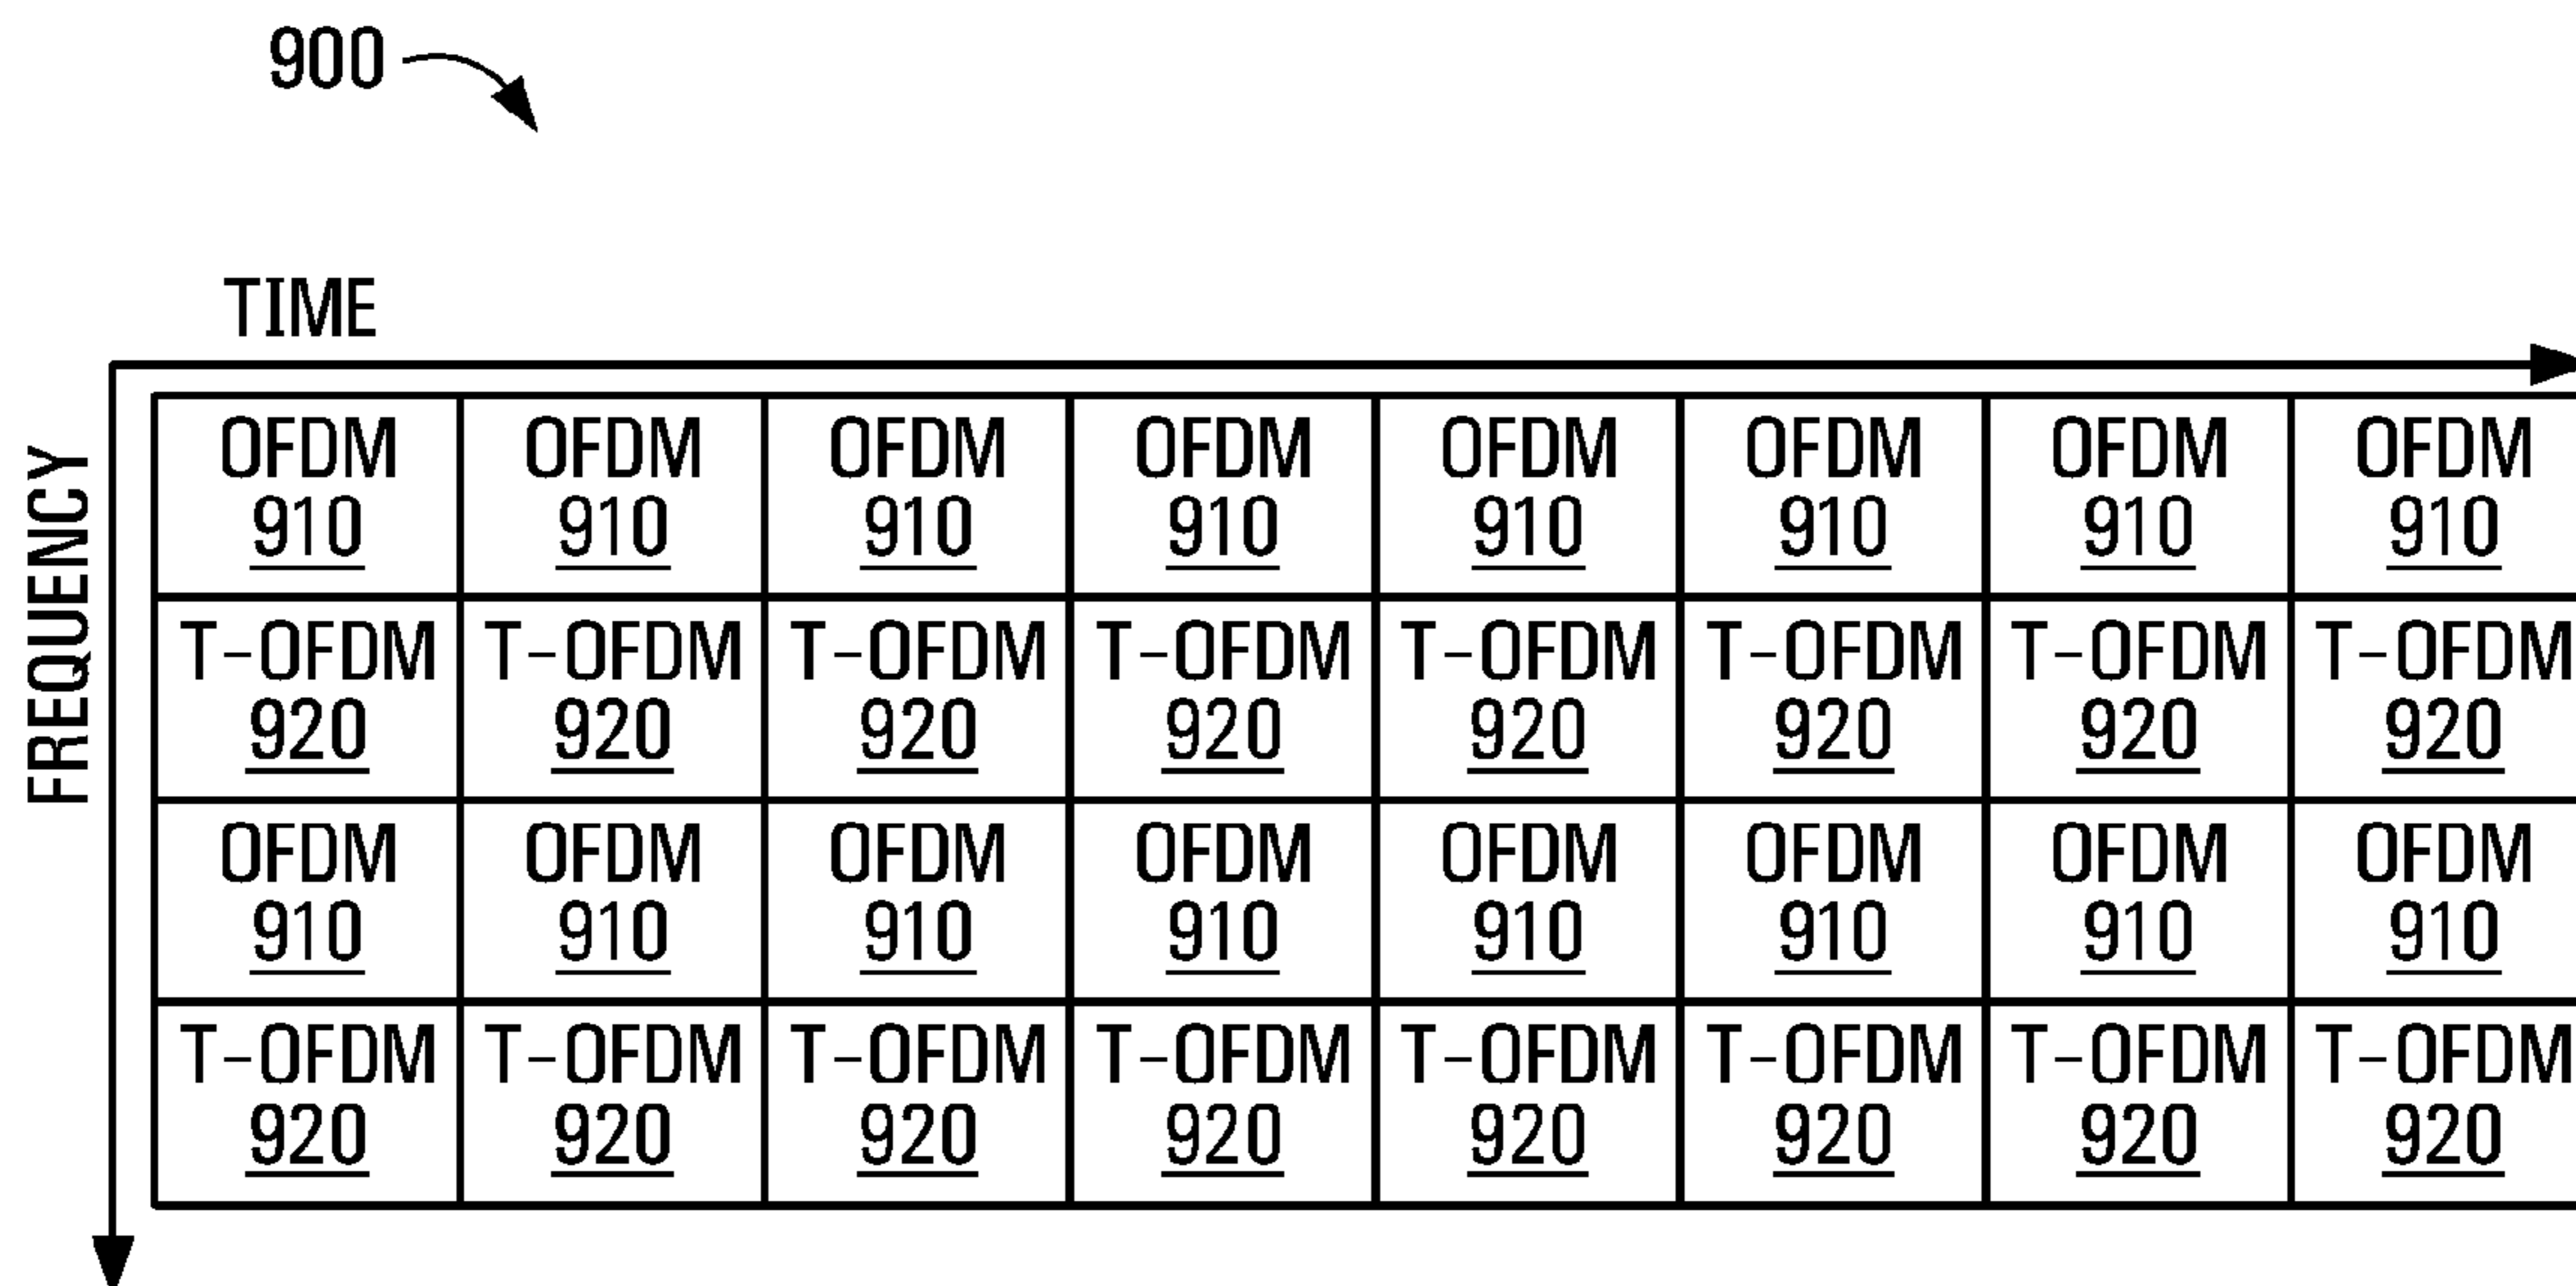 900
TIME
FREQUENCY
OFDM OFDM OFDM OFDM OFDM OFDM OFDM OFDM
910 910 910 910 910 910 910 910
T-OFDM T-OFDM T-OFDM T-OFDM T-OFDM T-OFDM T-OFDM T-OFDM
920 920 920 920 920 920 920 920
OFDM OFDM OFDM OFDM OFDM OFDM OFDM OFDM
910 910 910 910 910 910 910 910
T-OFDM T-OFDM T-OFDM T-OFDM T-OFDM T-OFDM T-OFDM T-OFDM
920 920 920 920 920 920 920 920